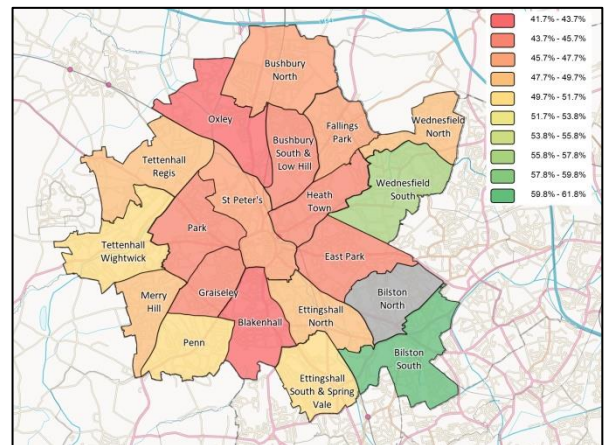 41.7% - 43.7%
43.7% - 45.7%
45.7% - 47.7%
47.7% - 49.7%
49.7% - 51.7%
51.7% - 53.8%
53.8% - 55.8%
55.8% - 57.8%
57.8% - 59.8%
59.8% - 61.8%
Bushbury
North
Oxley
Bushbury
South &
Low Hill
Fallings
Park
Wednesfield
North
Tettenhall
Regis
Wednesfield
South
St Peter's
Heath
Town
Park
Tettenhall
Wightwick
East Park
Merry
Hill
Graiseley
Blakenhall
Ettingshall
North
Bilston
North
Penn
Ettingshall
South & Spring
Vale
Bilston
South